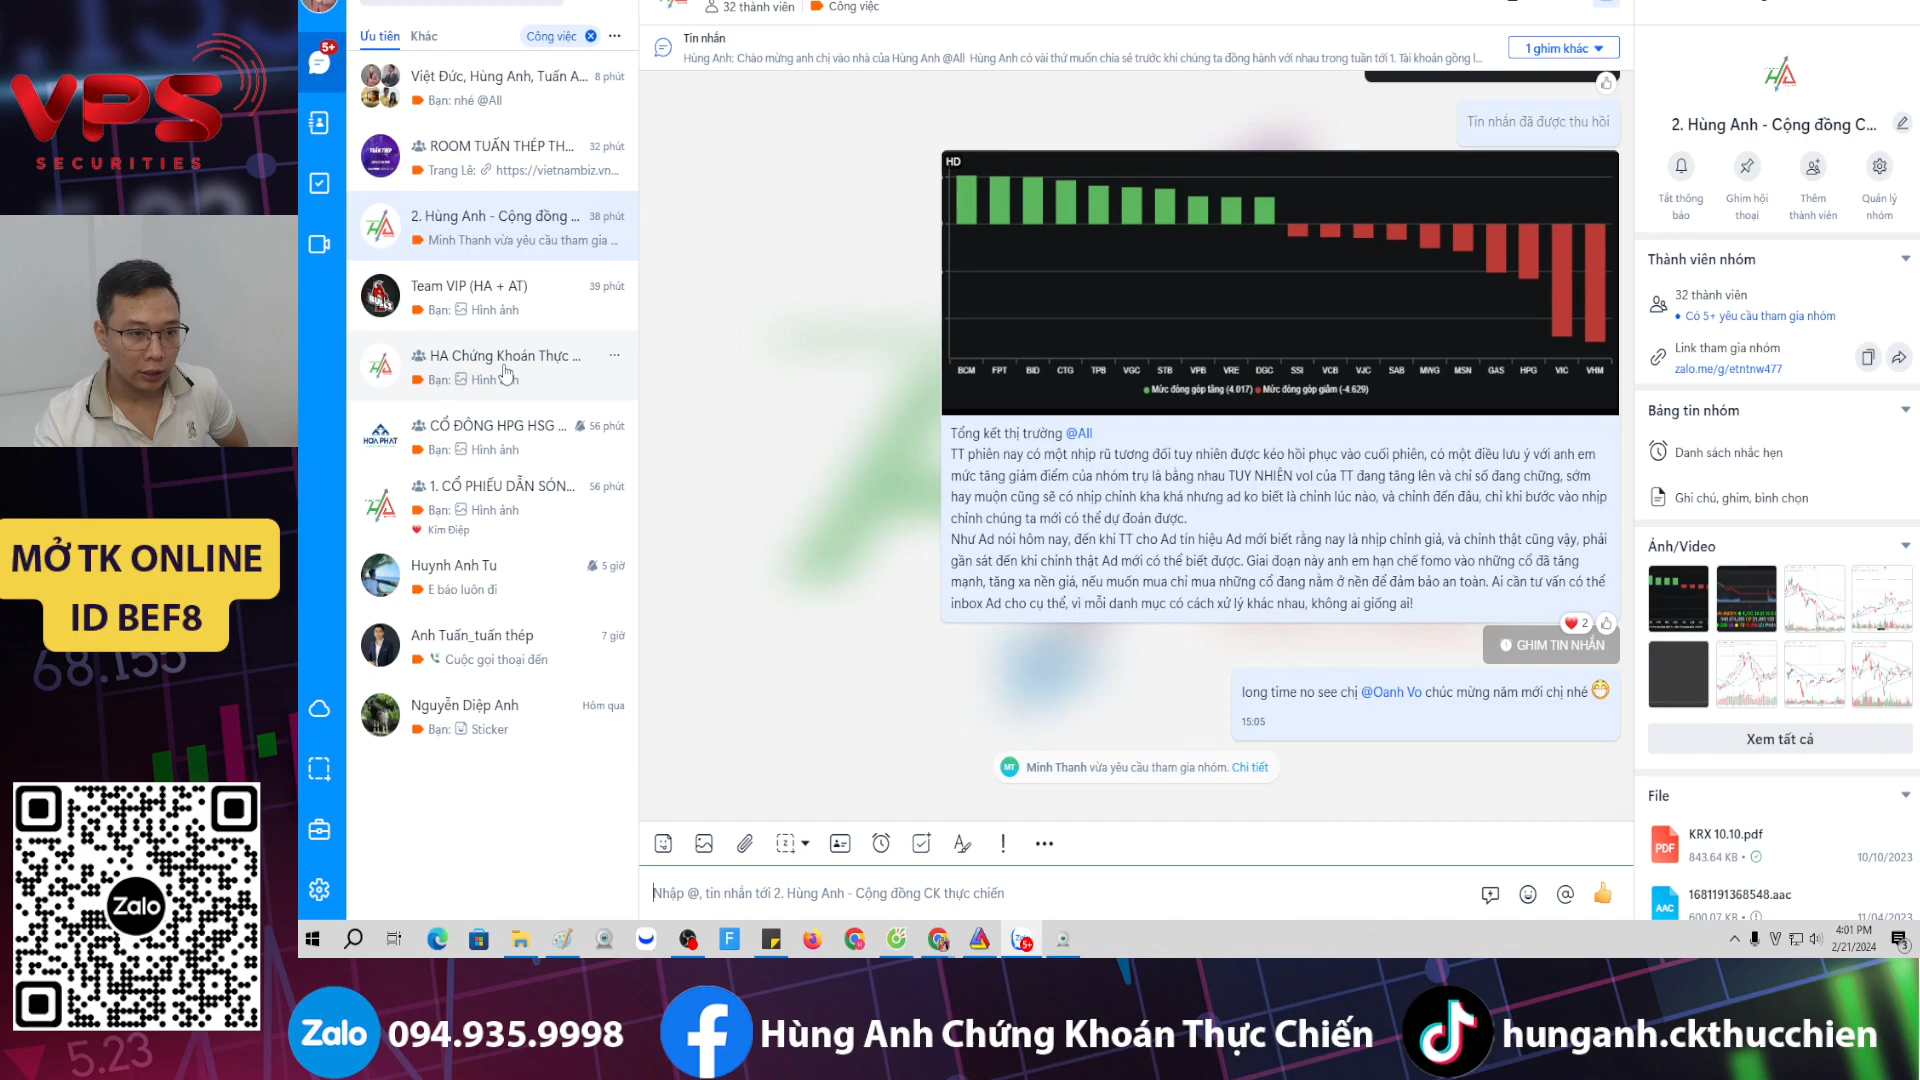 VPS
SECURITIES
MỞ TK ONLINE
ID BEF8
68.155
5.23
Zalo
5+
Ưu tiên
Khác
Công việc
Việt Đức, Hùng Anh, Tuấn A...
8 phút
Bạn: nhé @All
ROOM TUẤN THÉP TH...
32 phút
Trang Lê: https://vietnambiz.vn...
2. Hùng Anh - Cộng đồng ...
38 phút
Minh Thanh vừa yêu cầu tham gia ...
Team VIP (HA + AT)
39 phút
Bạn: Hình ảnh
HA Chứng Khoán Thực ...
Bạn: Hình ảnh
CỔ ĐÔNG HPG HSG ...
56 phút
Bạn: Hình ảnh
HOA PHAT
1. CỔ PHIẾU DẪN SÓN...
56 phút
Bạn: Hình ảnh
Kim Điệp
Huynh Anh Tu
5 giờ
E báo luôn đi
Anh Tuấn_tuấn thép
7 giờ
Cuộc gọi thoại đến
Nguyễn Diệp Anh
Hôm qua
Bạn: Sticker
32 thành viên
Công việc
Tin nhắn
Hùng Anh: Chào mừng anh chị vào nhà của Hùng Anh @All Hùng Anh có vài thứ muốn chia sẻ trước khi chúng ta đồng hành với nhau trong tuần tới 1. Tài khoản gồng l...
1 ghim khác
Tin nhắn đã được thu hồi
HD
BCM FPT BID CTG TPB VGC STB VPB VRE DGC SSI VCB VJC SAB MWG MSN GAS HPG VIC VHM
Mức đóng góp tăng (4.017) Mức đóng góp giảm (-4.629)
Tổng kết thị trường @All
TT phiên nay có một nhịp rũ tương đối tuy nhiên được kéo hồi phục vào cuối phiên, có một điều lưu ý với anh em
mức tăng giảm điểm của nhóm trụ là bằng nhau TUY NHIÊN vol của TT đang tăng lên và chỉ số đang chững, sớm
hay muộn cũng sẽ có nhịp chỉnh kha khá nhưng ad ko biết là chỉnh lúc nào, và chỉnh đến đâu, chỉ khi bước vào nhịp
chỉnh chúng ta mới có thể dự đoán được.
Như Ad nói hôm nay, đến khi TT cho Ad tín hiệu Ad mới biết rằng nay là nhịp chỉnh giả, và chỉnh thật cũng vậy, phải
gần sát đến khi chỉnh thật Ad mới có thể biết được. Giai đoạn này anh em hạn chế fomo vào những cổ đã tăng
mạnh, tăng xa nền giá, nếu muốn mua chỉ mua những cổ đang nằm ở nền để đảm bảo an toàn. Ai cần tư vấn có thể
inbox Ad cho cụ thể, vì mỗi danh mục có cách xử lý khác nhau, không ai giống ai!
2
GHIM TIN NHẮN
long time no see chị @Oanh Vo chúc mừng năm mới chị nhé
15:05
MT
Minh Thanh vừa yêu cầu tham gia nhóm. Chi tiết
Nhập @, tin nhắn tới 2. Hùng Anh - Cộng đồng CK thực chiến
2. Hùng Anh - Cộng đồng C...
Tắt thông báo
Ghim hội thoại
Thêm thành viên
Quản lý nhóm
Thành viên nhóm
32 thành viên
Có 5+ yêu cầu tham gia nhóm
Link tham gia nhóm
zalo.me/g/etntnw477
Bảng tin nhóm
Danh sách nhắc hẹn
Ghi chú, ghim, bình chọn
Ảnh/Video
Xem tất cả
File
PDF
KRX 10.10.pdf
843.64 KB
10/10/2023
AAC
1681191368548.aac
600.07 KB
11/04/2023
4:01 PM
2/21/2024
3
Zalo 094.935.9998
Hùng Anh Chứng Khoán Thực Chiến
hunganh.ckthucchien